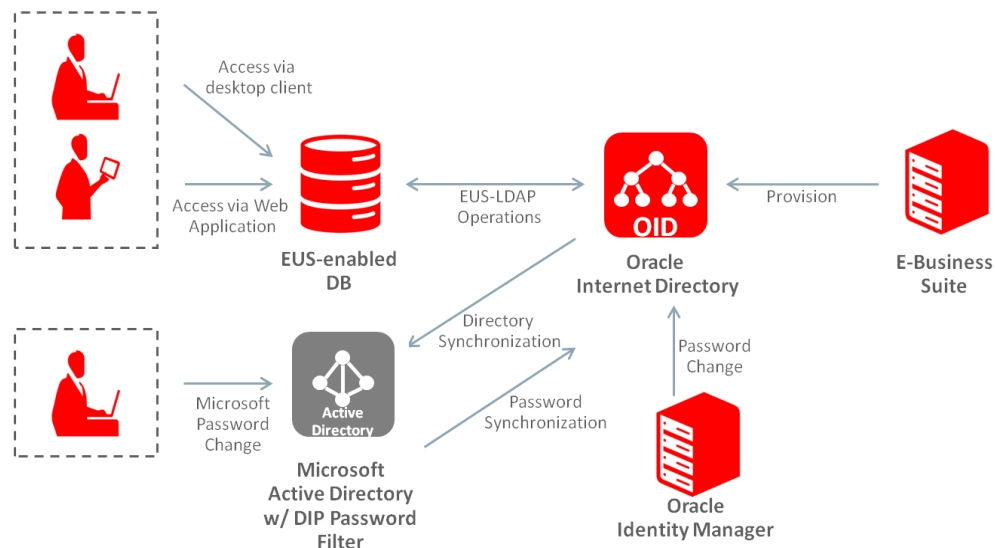 Access via
desktop client
Access via Web
Application
EUS-enabled
DB
EUS-LDAP
Operations
OID
Oracle
Internet Directory
Provision
E-Business
Suite
Directory
Synchronization
Password
Change
Microsoft
Password
Change
Active
Directory
Password
Synchronization
Microsoft
Active Directory
w/ DIP Password
Filter
Oracle
Identity Manager